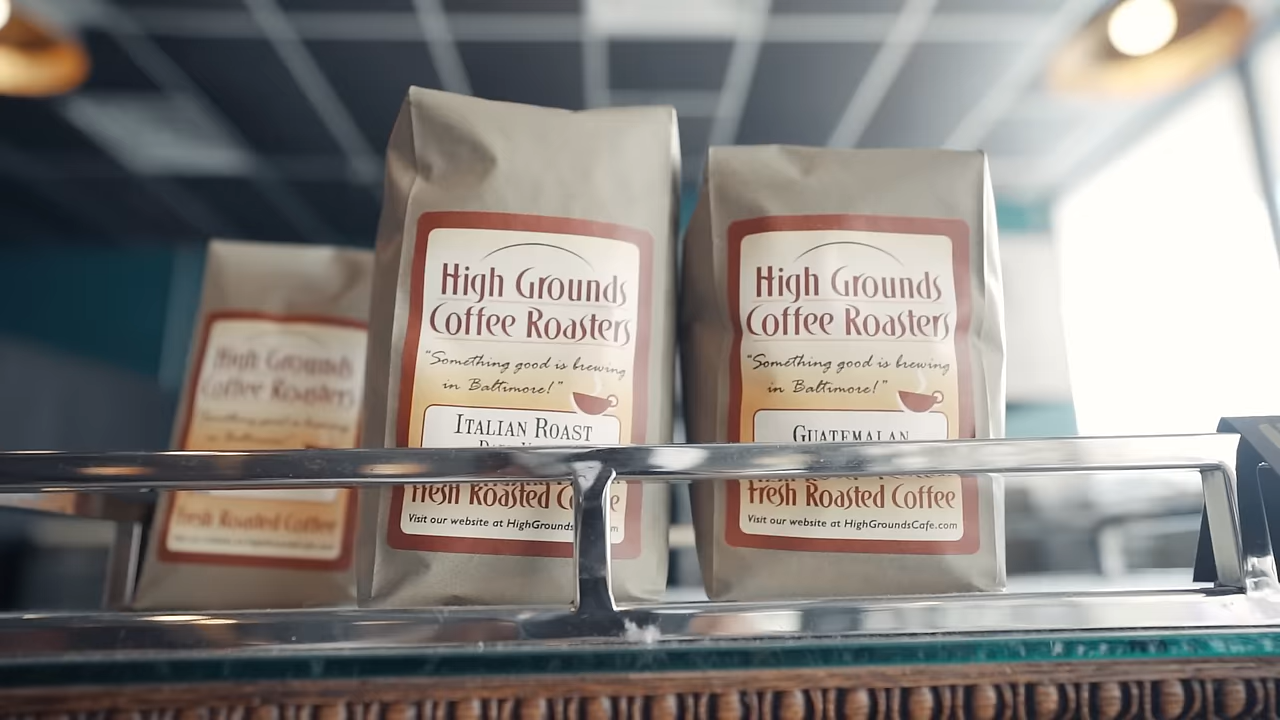 High Grounds
Coffee Roasters
"Something good is brewing
in Baltimore!"
ITALIAN ROAST
Fresh Roasted Coffee
Visit our website at HighGrounds
High Grounds
Coffee Roasters
"Something good is brewing
in Baltimore!"
GUATEMALAN
Fresh Roasted Coffee
Visit our website at HighGroundsCafe.com
High Grounds
Coffee Roasters
Fresh Roasted Coffee